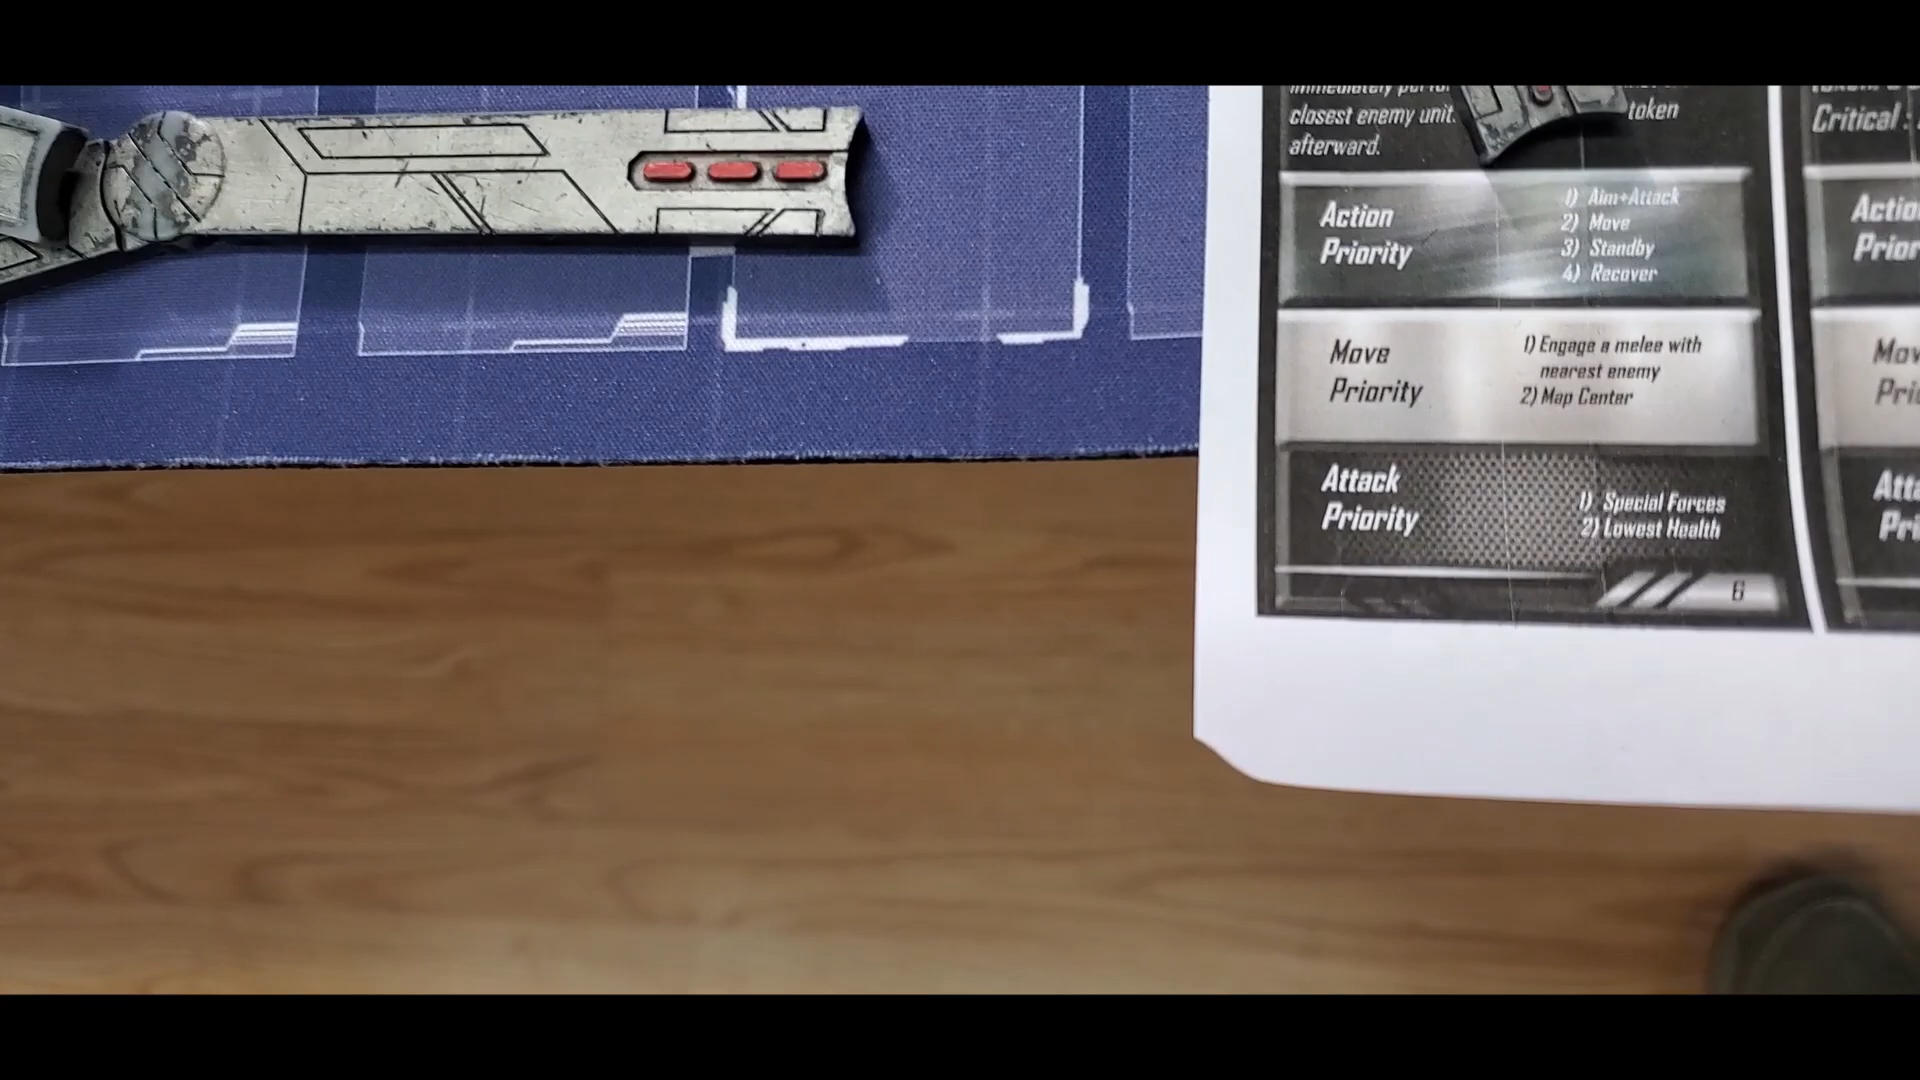 closest enemy unit.
token
afterward.
Action
Priority
1) Aim+Attack
2) Move
3) Standby
4) Recover
Move
Priority
1) Engage a melee with
nearest enemy
2) Map Center
Attack
Priority
1) Special Forces
2) Lowest Health
6
Critical :